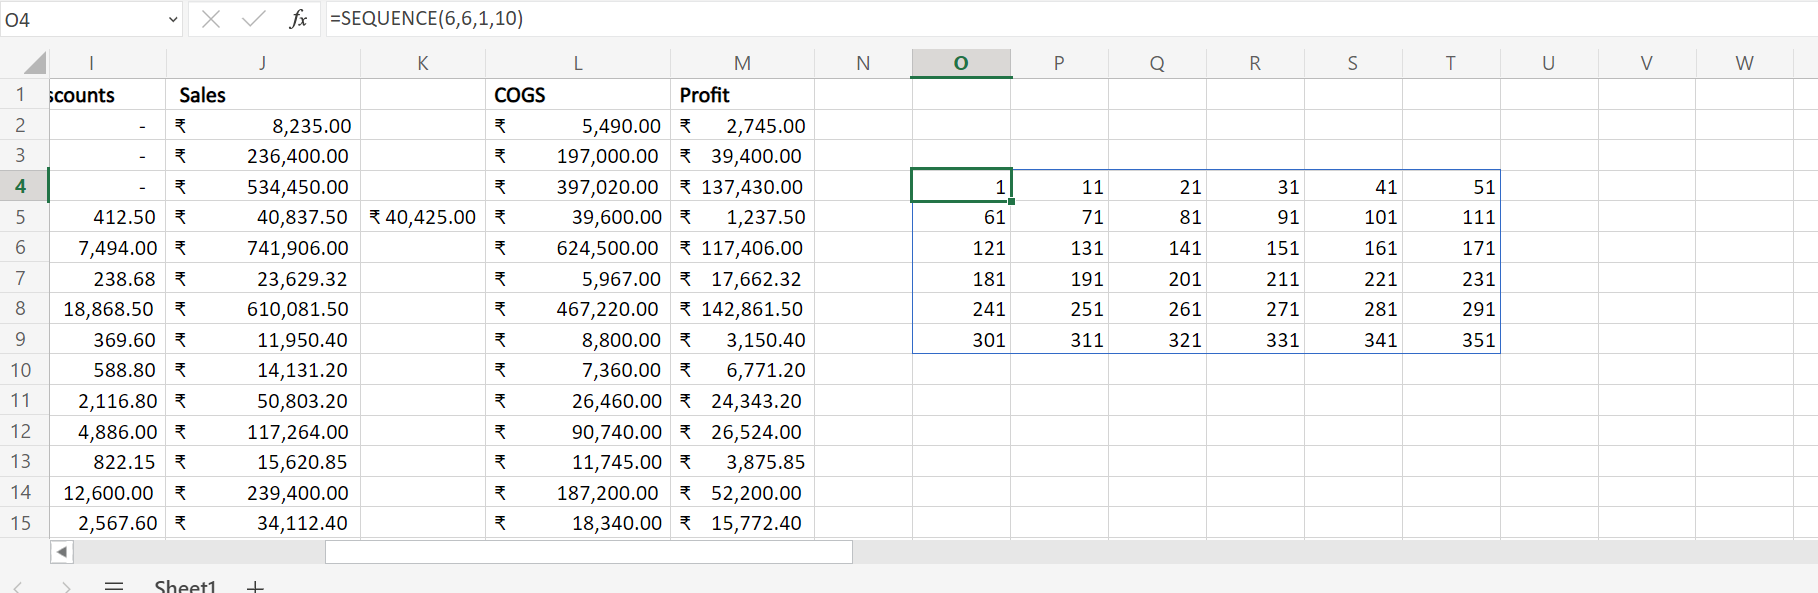 O4 fx =SEQUENCE(6,6,1,10)
I J K L M N O P Q R S T U V W
1 scounts Sales COGS Profit
2 - ₹ 8,235.00 ₹ 5,490.00 ₹ 2,745.00
3 - ₹ 236,400.00 ₹ 197,000.00 ₹ 39,400.00
4 - ₹ 534,450.00 ₹ 397,020.00 ₹ 137,430.00 1 11 21 31 41 51
5 412.50 ₹ 40,837.50 ₹ 40,425.00 ₹ 39,600.00 ₹ 1,237.50 61 71 81 91 101 111
6 7,494.00 ₹ 741,906.00 ₹ 624,500.00 ₹ 117,406.00 121 131 141 151 161 171
7 238.68 ₹ 23,629.32 ₹ 5,967.00 ₹ 17,662.32 181 191 201 211 221 231
8 18,868.50 ₹ 610,081.50 ₹ 467,220.00 ₹ 142,861.50 241 251 261 271 281 291
9 369.60 ₹ 11,950.40 ₹ 8,800.00 ₹ 3,150.40 301 311 321 331 341 351
10 588.80 ₹ 14,131.20 ₹ 7,360.00 ₹ 6,771.20
11 2,116.80 ₹ 50,803.20 ₹ 26,460.00 ₹ 24,343.20
12 4,886.00 ₹ 117,264.00 ₹ 90,740.00 ₹ 26,524.00
13 822.15 ₹ 15,620.85 ₹ 11,745.00 ₹ 3,875.85
14 12,600.00 ₹ 239,400.00 ₹ 187,200.00 ₹ 52,200.00
15 2,567.60 ₹ 34,112.40 ₹ 18,340.00 ₹ 15,772.40
Sheet1